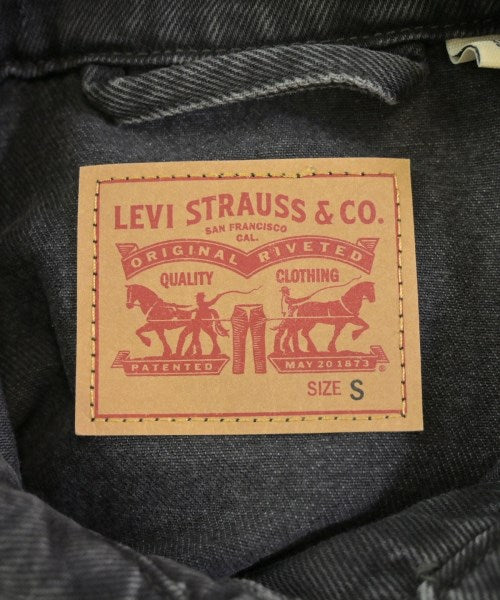 LEVI STRAUSS & CO.
SAN FRANCISCO
CAL.
ORIGINAL RIVETED
QUALITY CLOTHING
PATENTED MAY 20 1873 ®
SIZE S